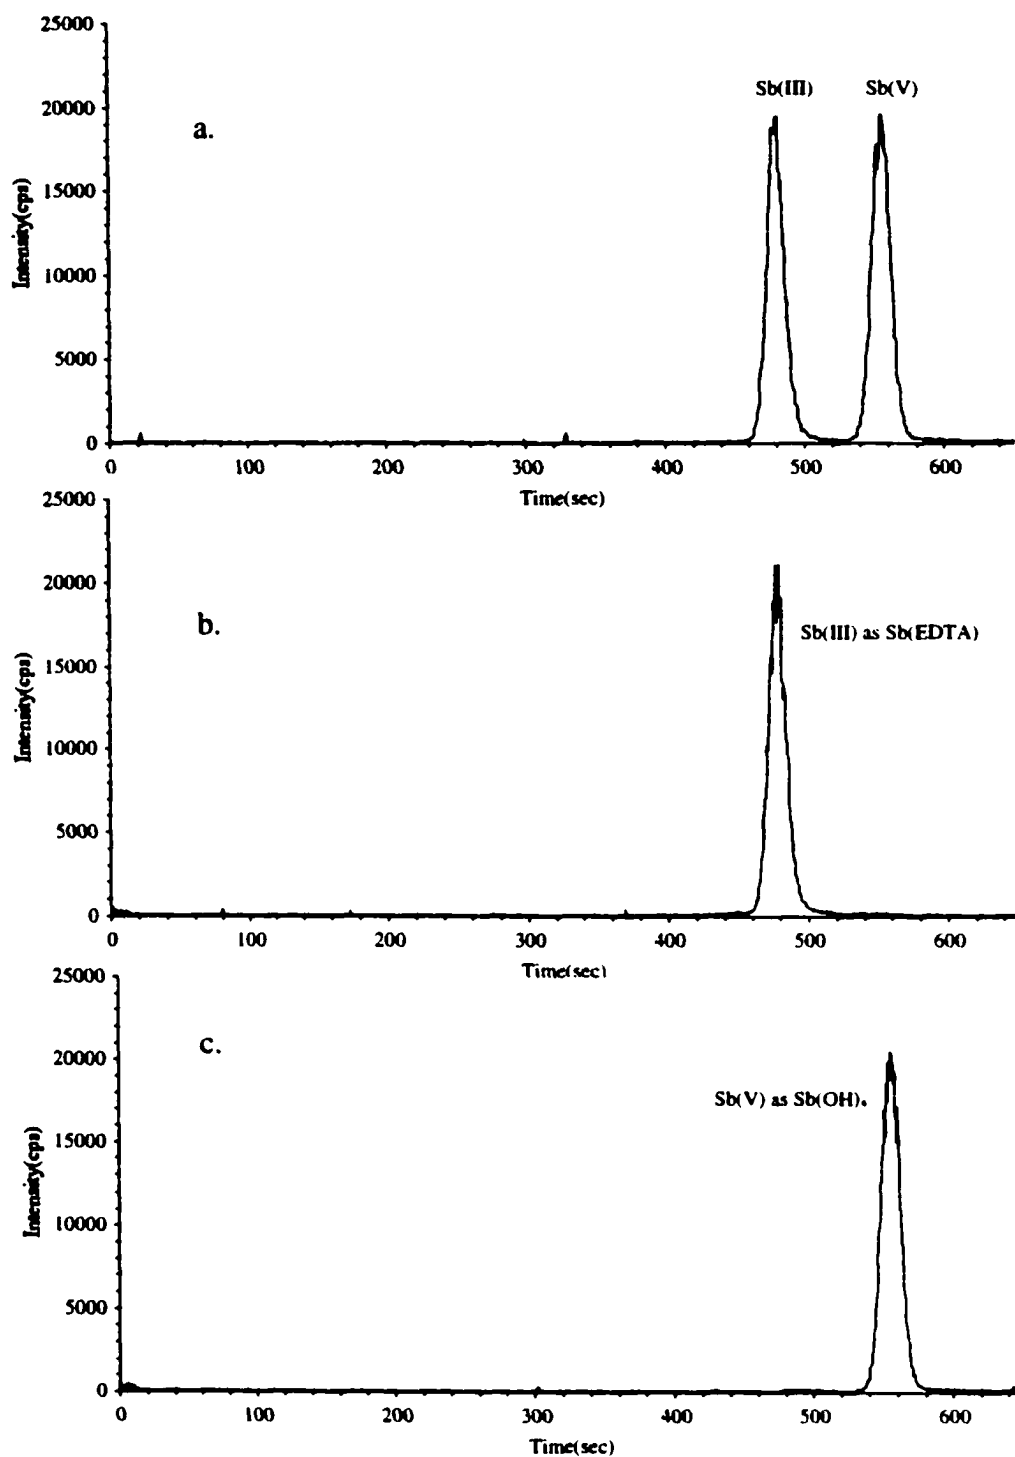 25000
20000
15000
10000
5000
0
Intensity(cps)
a.
Sb(III)
Sb(V)
0 100 200 300 400 500 600
Time(sec)
25000
20000
15000
10000
5000
0
Intensity(cps)
b.
Sb(III) as Sb(EDTA)
0 100 200 300 400 500 600
Time(sec)
25000
20000
15000
10000
5000
0
Intensity(cps)
c.
Sb(V) as Sb(OH)
0 100 200 300 400 500 600
Time(sec)